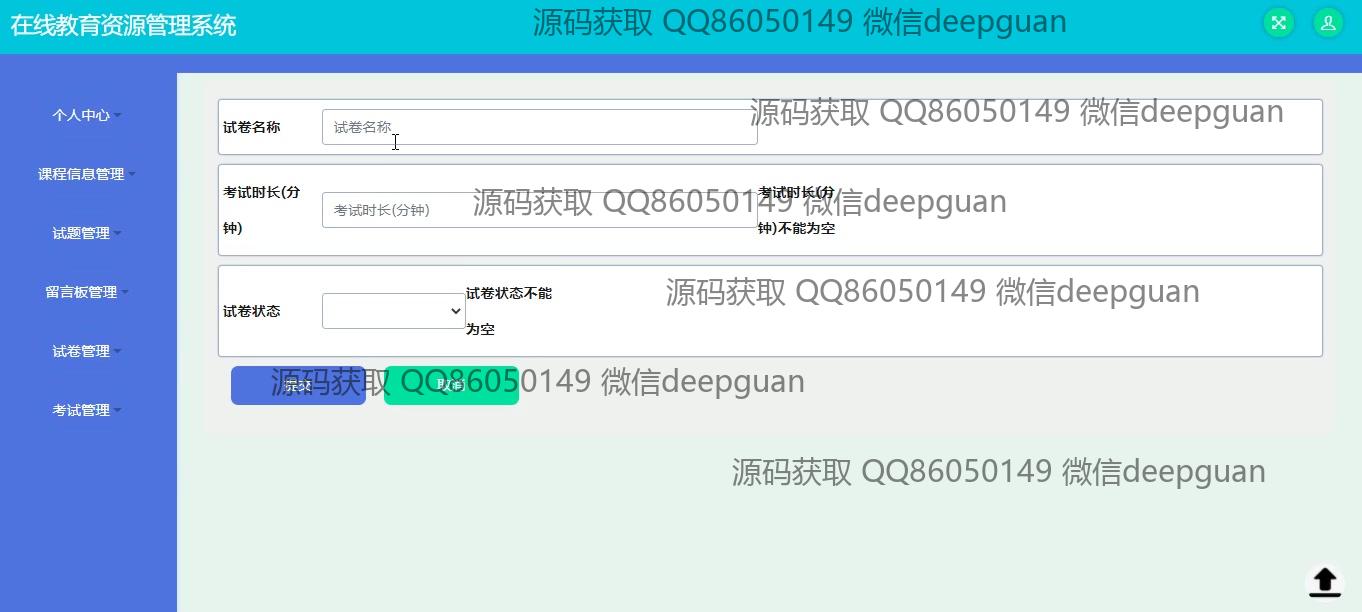 在线教育资源管理系统
源码获取 QQ86050149 微信deepguan
个人中心
课程信息管理
试题管理
留言板管理
试卷管理
考试管理
试卷名称
试卷名称
源码获取 QQ86050149 微信deepguan
考试时长(分
钟)
考试时长(分钟)
源码获取 QQ86050149 微信deepguan
考试时长(分
钟)不能为空
试卷状态
试卷状态不能
为空
源码获取 QQ86050149 微信deepguan
提交
取消
源码获取 QQ86050149 微信deepguan
源码获取 QQ86050149 微信deepguan